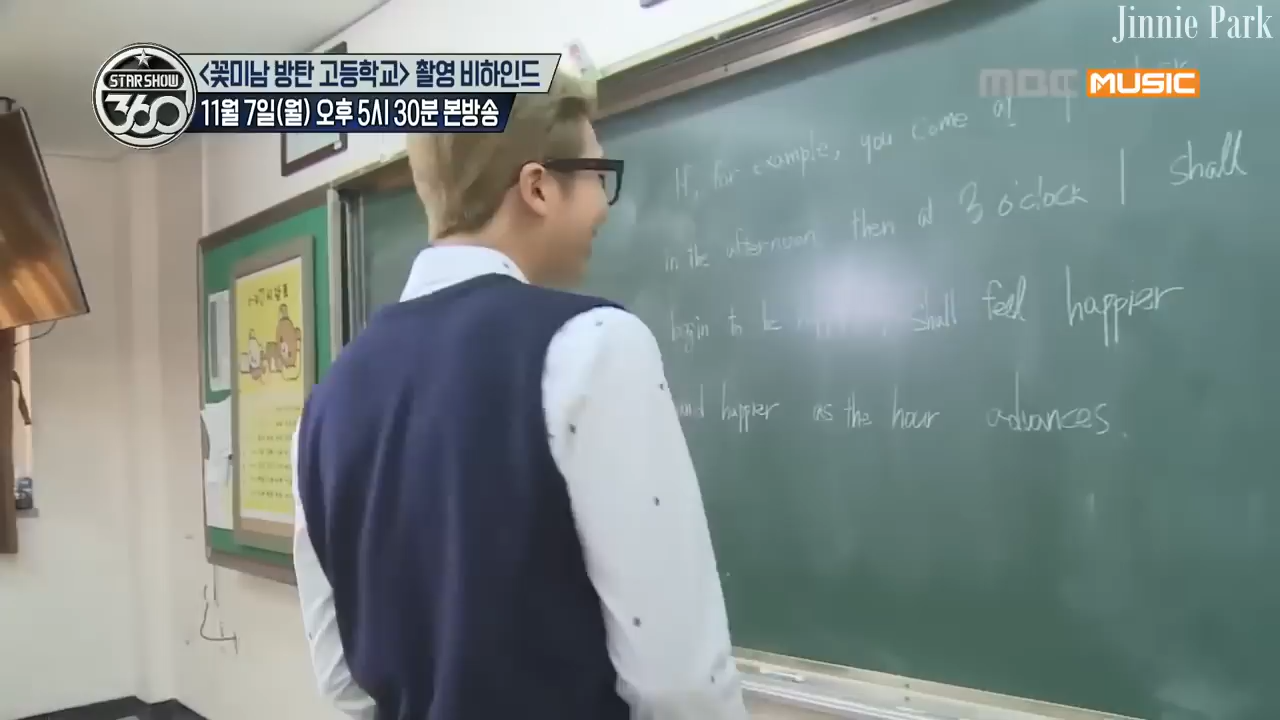 Jinnie Park
STAR SHOW
360
<꽃미남 방탄 고등학교> 촬영 비하인드
11월 7일(월) 오후 5시 30분 본방송
MBC MUSIC
If, for example, you come at
in the afternoon, then at 3 o'clock I shall
begin to be shall feel happier
and happier as the hour advances.